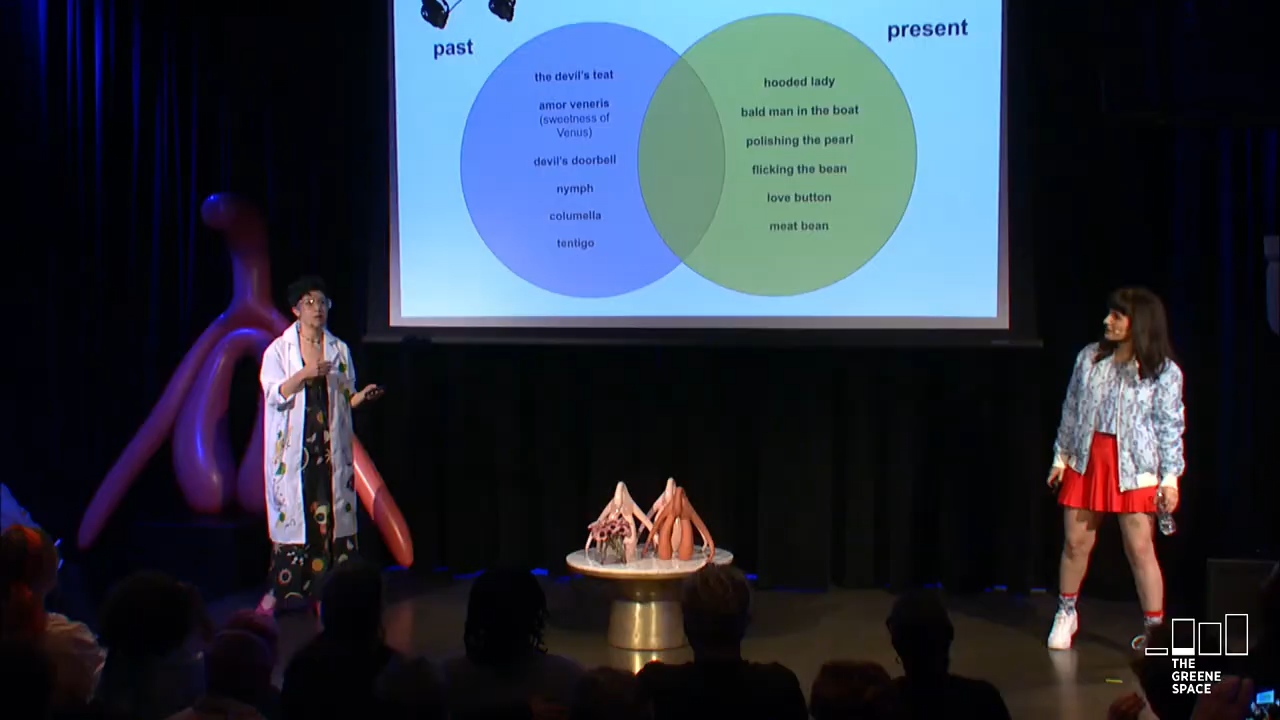 past
present
the devil's teat
amor veneris
(sweetness of
Venus)
devil's doorbell
nymph
columella
tentigo
hooded lady
bald man in the boat
polishing the pearl
flicking the bean
love button
meat bean
THE
GREENE
SPACE